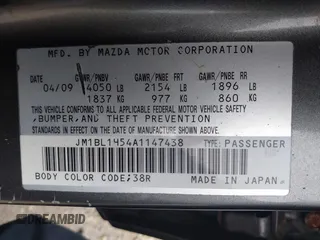 MFD. BY MAZDA MOTOR CORPORATION
GAWR/PNBV GAWR/PNBE FRT GAWR/PNBE RR
04/09 4050 LB 2154 LB 1896 LB
1837 KG 977 KG 860 KG
THIS VEHICLE CONFORMS TO ALL APPLICABLE FEDERAL MOTOR VEHICLE SAFETY,
BUMPER, AND THEFT PREVENTION
STANDARDS IN EFFECT ON THE DATE OF MANUFACTURE SHOWN ABOVE.
JM1BL1H54A1147438 TYPE: PASSENGER
BODY COLOR CODE;38R MADE IN JAPAN.
© AUTOBIDMASTER